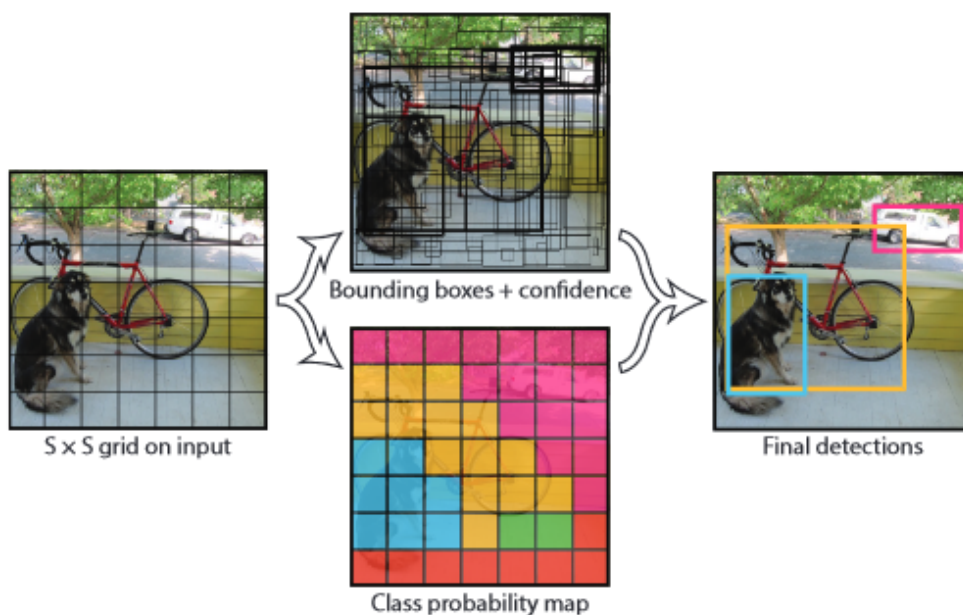 Bounding boxes + confidence
S × S grid on input
Final detections
Class probability map